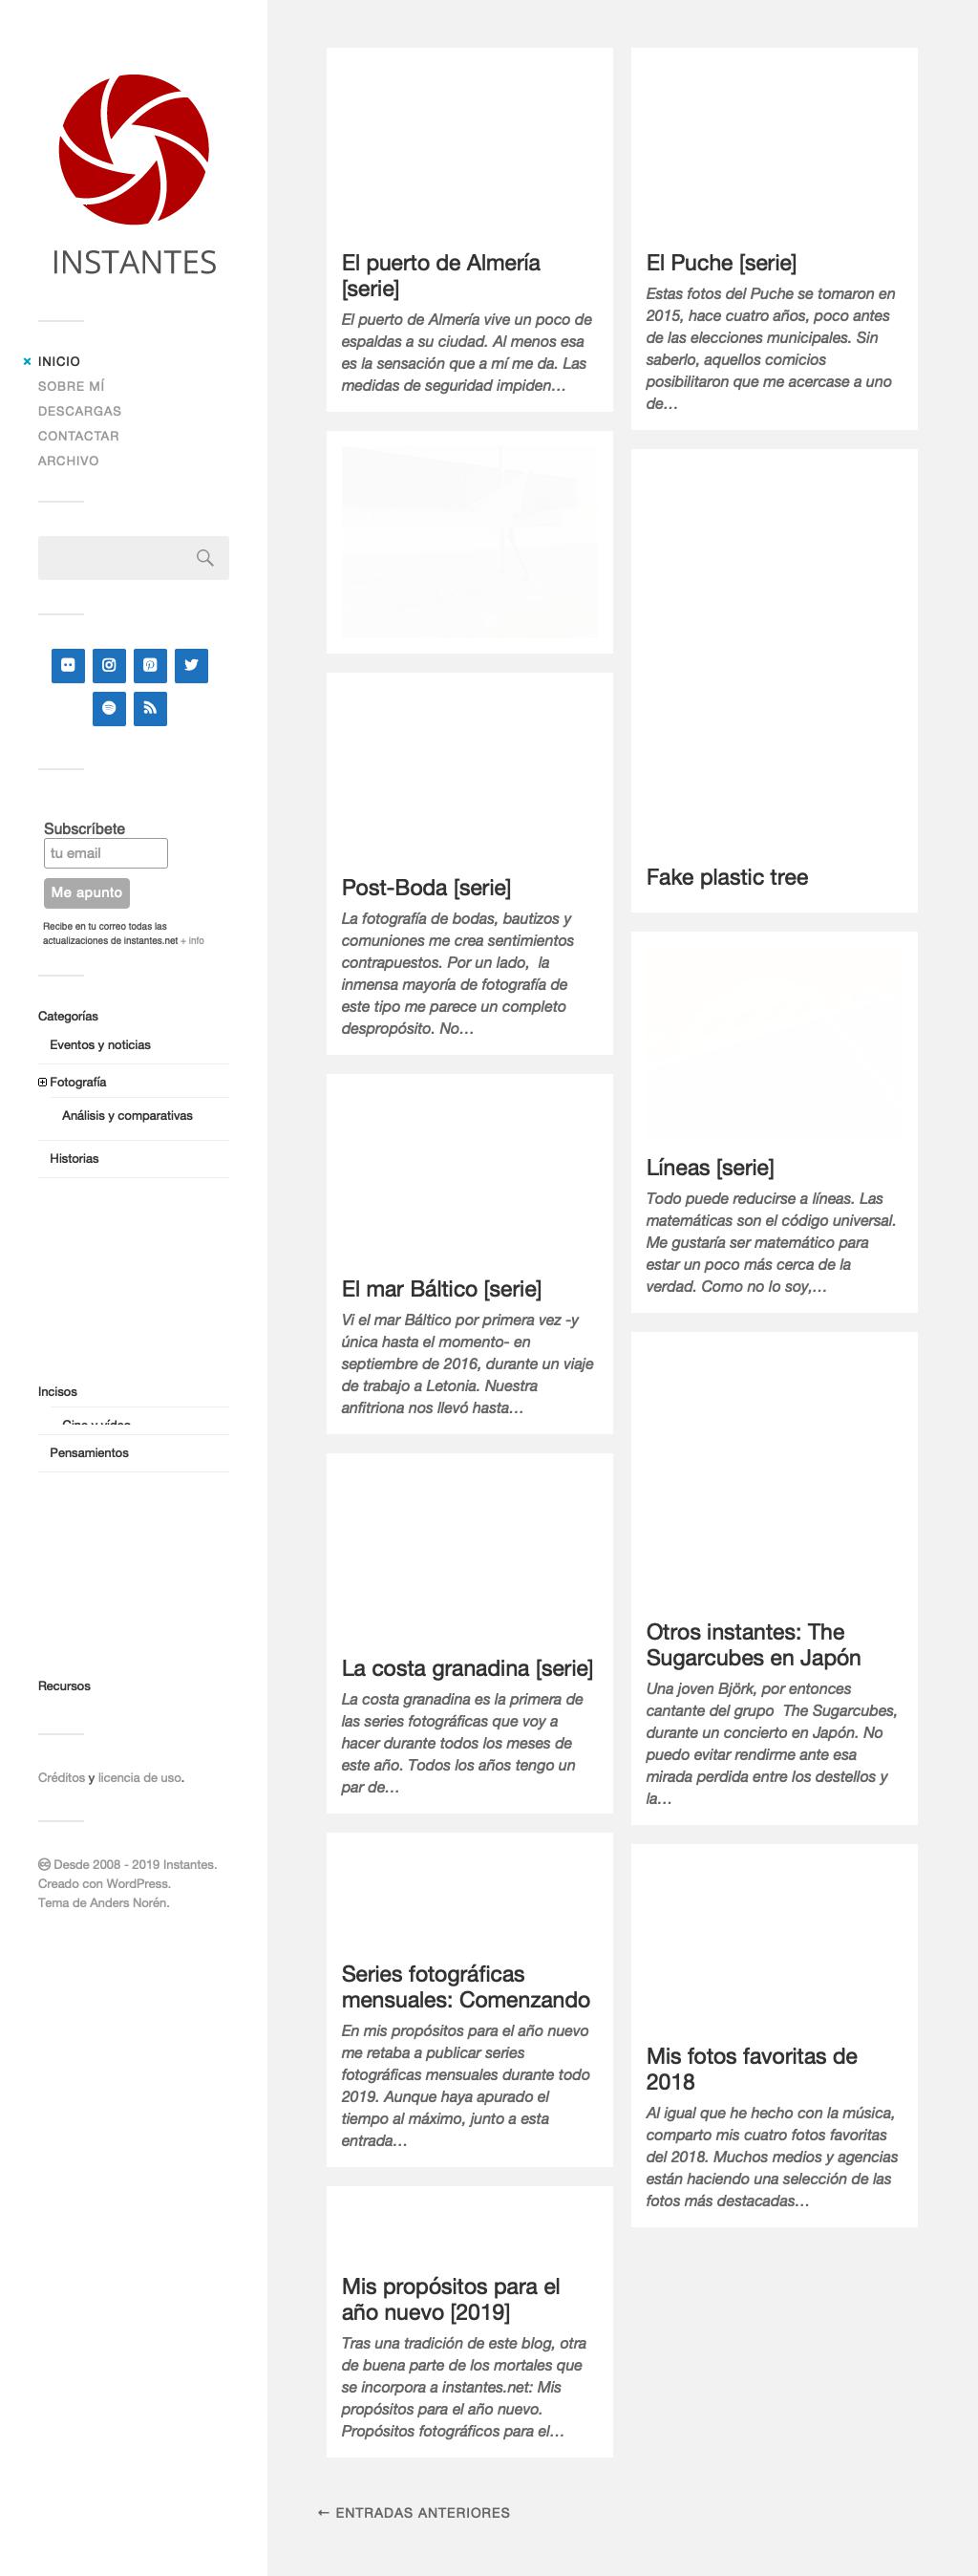 INSTANTES
× INICIO
SOBRE MÍ
DESCARGAS
CONTACTAR
ARCHIVO
Subscríbete
tu email
Me apunto
Recibe en tu correo todas las
actualizaciones de instantes.net + Info
Categorías
Eventos y noticias
Fotografía
Análisis y comparativas
Historias
Incisos
Pensamientos
Recursos
Créditos y licencia de uso.
Desde 2008 - 2019 Instantes.
Creado con WordPress.
Tema de Anders Norén.
El puerto de Almería
[serie]
El puerto de Almería vive un poco de
espaldas a su ciudad. Al menos esa
es la sensación que a mí me da. Las
medidas de seguridad impiden…
Post-Boda [serie]
La fotografía de bodas, bautizos y
comuniones me crea sentimientos
contrapuestos. Por un lado, la
inmensa mayoría de fotografía de
este tipo me parece un completo
despropósito. No…
El mar Báltico [serie]
Vi el mar Báltico por primera vez -y
única hasta el momento- en
septiembre de 2016, durante un viaje
de trabajo a Letonia. Nuestra
anfitriona nos llevó hasta…
La costa granadina [serie]
La costa granadina es la primera de
las series fotográficas que voy a
hacer durante todos los meses de
este año. Todos los años tengo un
par de…
Series fotográficas
mensuales: Comenzando
En mis propósitos para el año nuevo
me retaba a publicar series
fotográficas mensuales durante todo
2019. Aunque haya apurado el
tiempo al máximo, junto a esta
entrada…
Mis propósitos para el
año nuevo [2019]
Tras una tradición de este blog, otra
de buena parte de los mortales que
se incorpora a instantes.net: Mis
propósitos para el año nuevo.
Propósitos fotográficos para el…
El Puche [serie]
Estas fotos del Puche se tomaron en
2015, hace cuatro años, poco antes
de las elecciones municipales. Sin
saberlo, aquellos comicios
posibilitaron que me acercase a uno
de…
Fake plastic tree
Líneas [serie]
Todo puede reducirse a líneas. Las
matemáticas son el código universal.
Me gustaría ser matemático para
estar un poco más cerca de la
verdad. Como no lo soy,…
Otros instantes: The
Sugarcubes en Japón
Una joven Björk, por entonces
cantante del grupo The Sugarcubes,
durante un concierto en Japón. No
puedo evitar rendirme ante esa
mirada perdida entre los destellos y
la…
Mis fotos favoritas de
2018
Al igual que he hecho con la música,
comparto mis cuatro fotos favoritas
del 2018. Muchos medios y agencias
están haciendo una selección de las
fotos más destacadas…
← ENTRADAS ANTERIORES